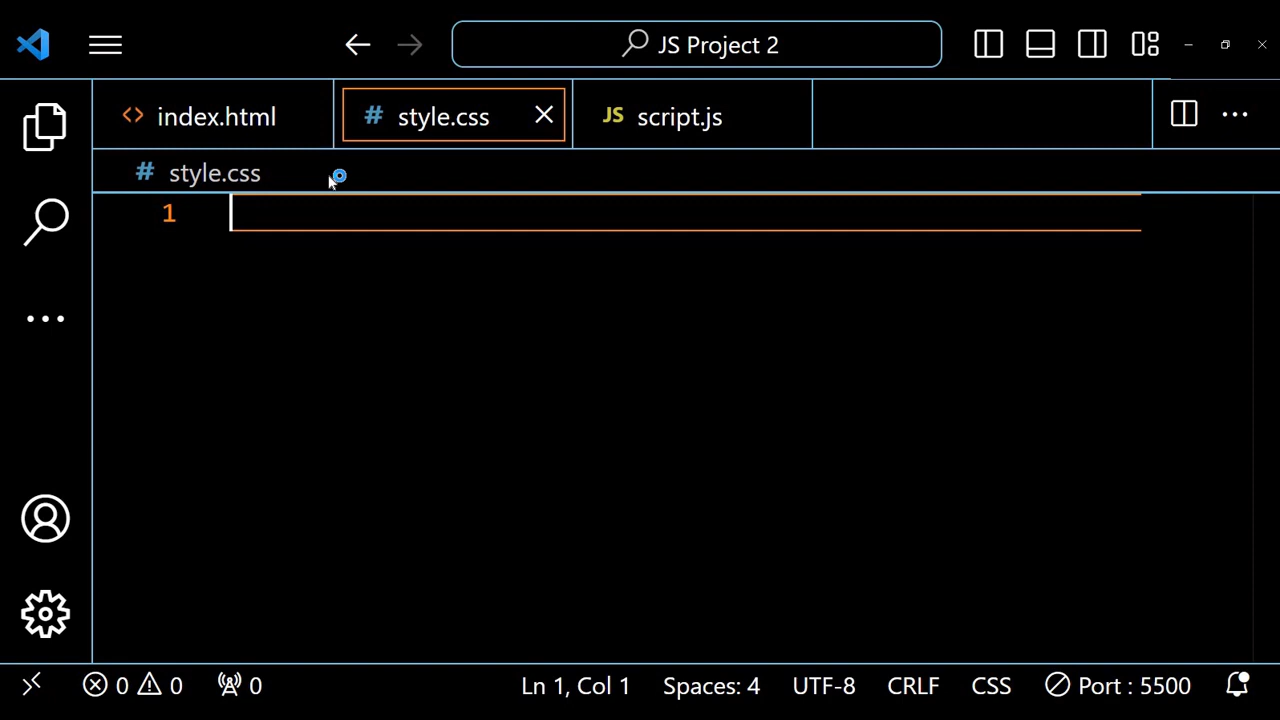 JS Project 2
<> index.html
# style.css
JS script.js
# style.css
1
0 0 0 Ln 1, Col 1 Spaces: 4 UTF-8 CRLF CSS Port : 5500